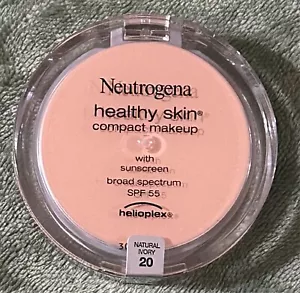 Neutrogena
healthy skin®
compact makeup
with
sunscreen
broad spectrum
SPF 55
helioplex®
NATURAL
IVORY
20